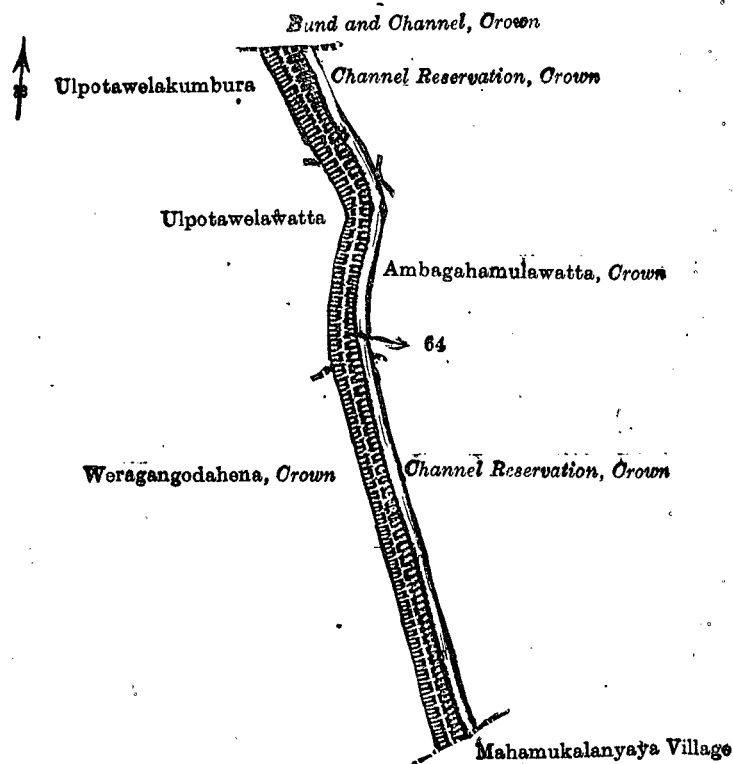 Bund and Channel, Crown
Channel Reservation, Crown
Ulpotawelakumbura
Ulpotawelawatta
Ambagahamulawatta, Crown
64
Weragangodahena, Crown
Channel Reservation, Crown
Mahamukalanyaya Village